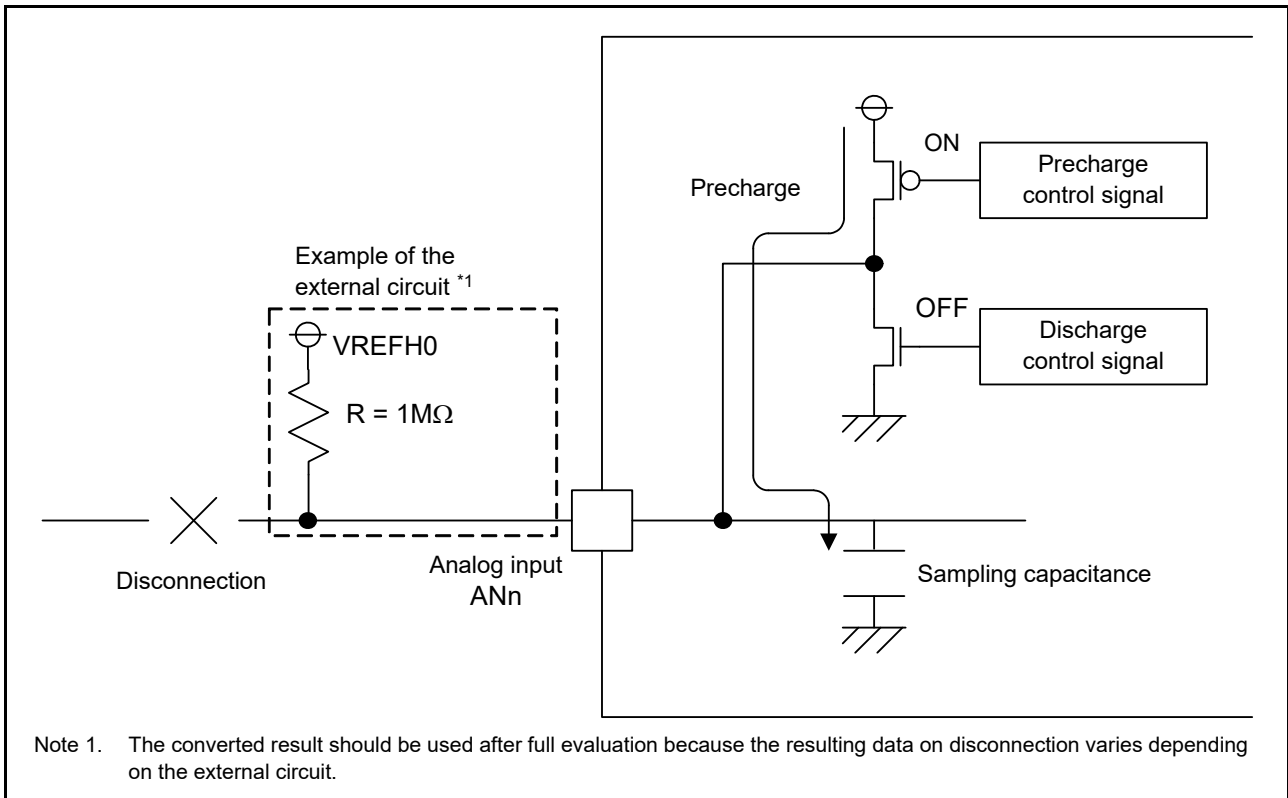 ON
Precharge
control signal
Precharge
Example of the
external circuit *1
VREFH0
R = 1MΩ
OFF
Discharge
control signal
Disconnection
Analog input
ANn
Sampling capacitance
Note 1. The converted result should be used after full evaluation because the resulting data on disconnection varies depending
on the external circuit.